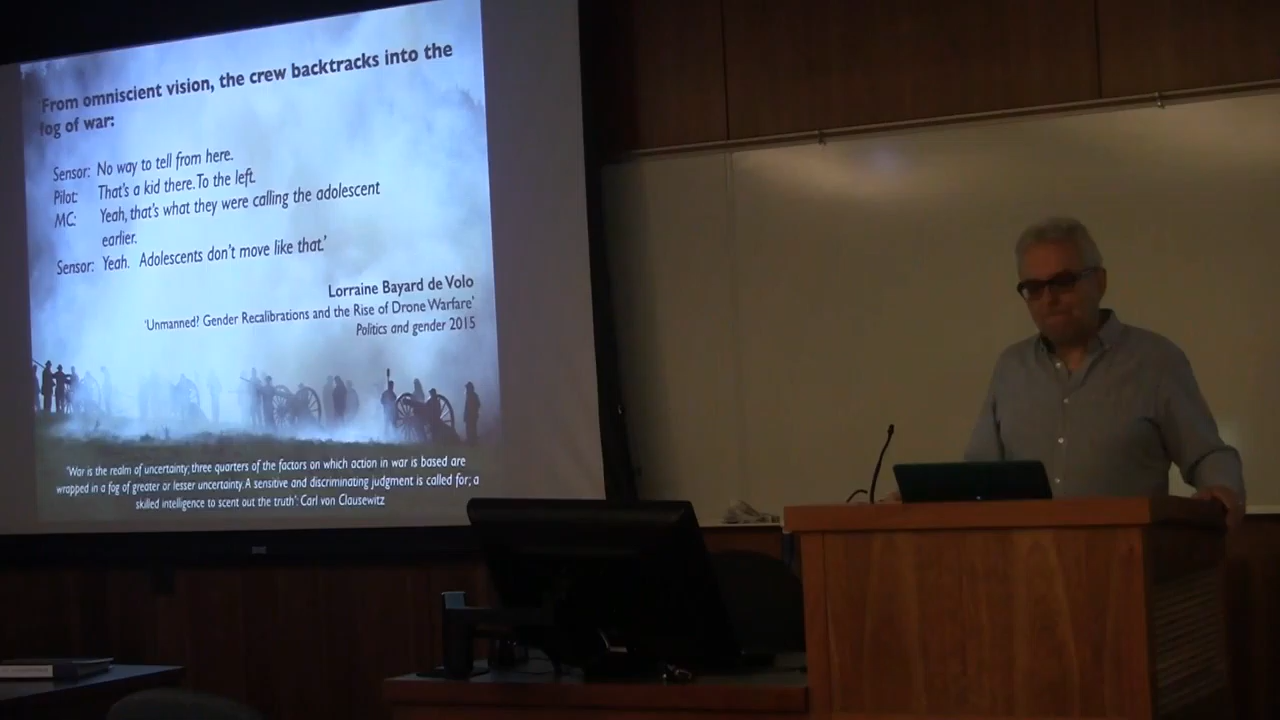 'From omniscient vision, the crew backtracks into the
fog of war:
Sensor: No way to tell from here.
Pilot: That's a kid there. To the left.
MC: Yeah, that's what they were calling the adolescent
earlier.
Sensor: Yeah. Adolescents don't move like that.'
Lorraine Bayard de Volo
'Unmanned? Gender Recalibrations and the Rise of Drone Warfare'
Politics and gender 2015
'War is the realm of uncertainty; three quarters of the factors on which action in war is based are
wrapped in a fog of greater or lesser uncertainty. A sensitive and discriminating judgment is called for; a
skilled intelligence to scent out the truth': Carl von Clausewitz